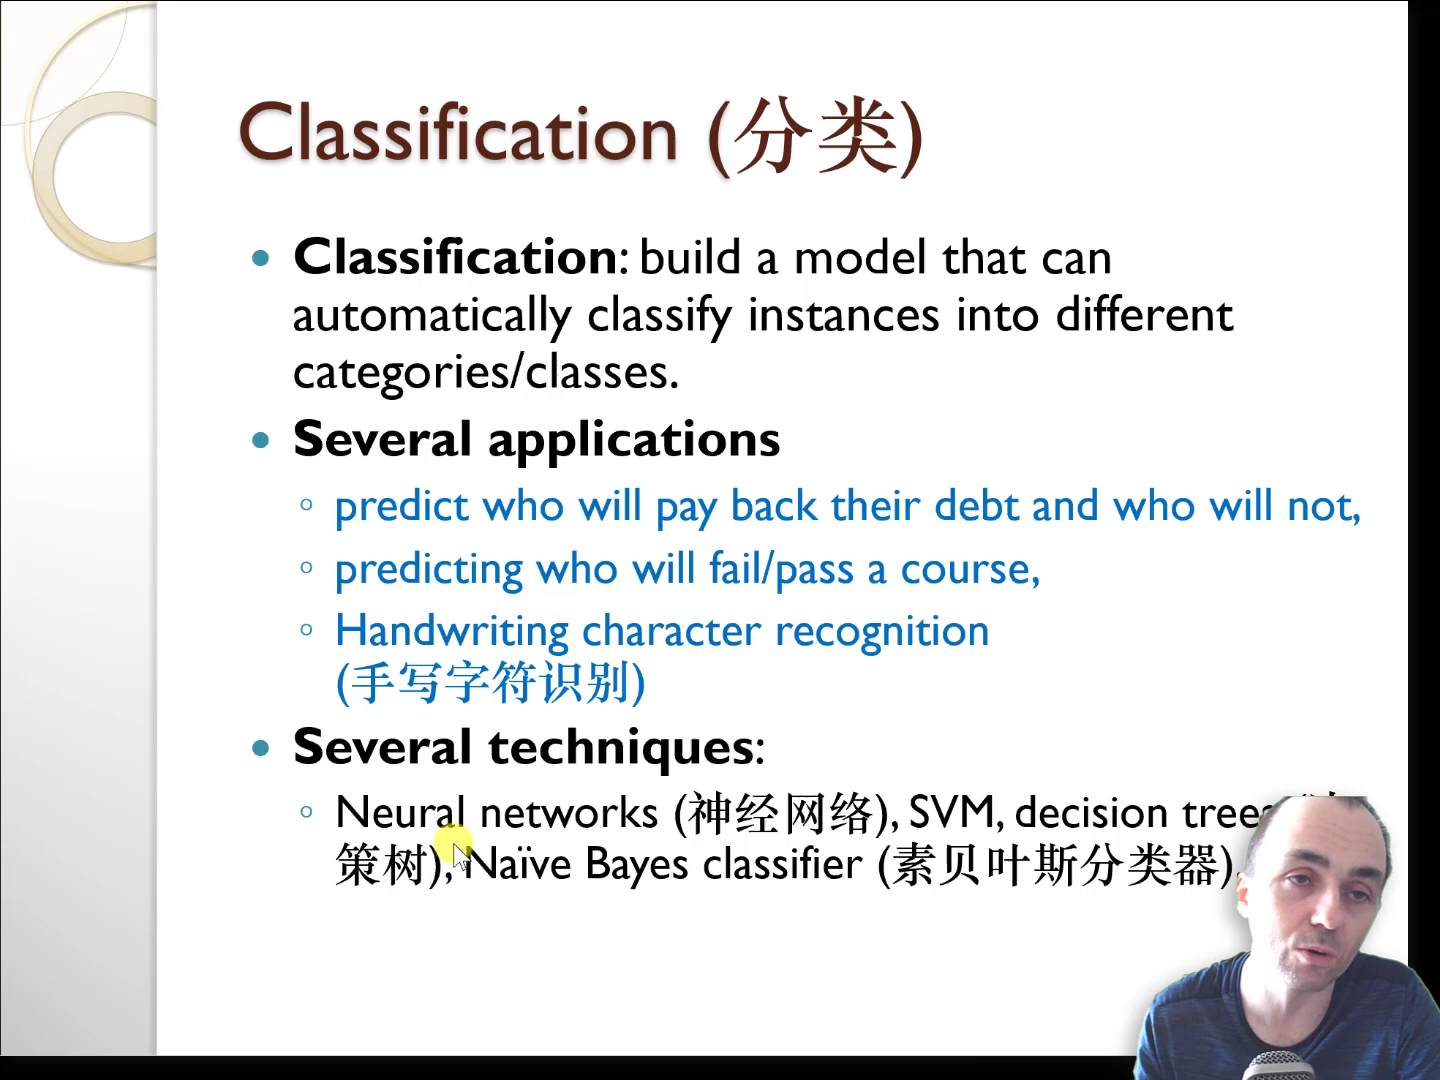 Classification (分类)
Classification: build a model that can
automatically classify instances into different
categories/classes.
Several applications
predict who will pay back their debt and who will not,
predicting who will fail/pass a course,
Handwriting character recognition
(手写字符识别)
Several techniques:
Neural networks (神经网络), SVM, decision trees
策树), Naïve Bayes classifier (素贝叶斯分类器),